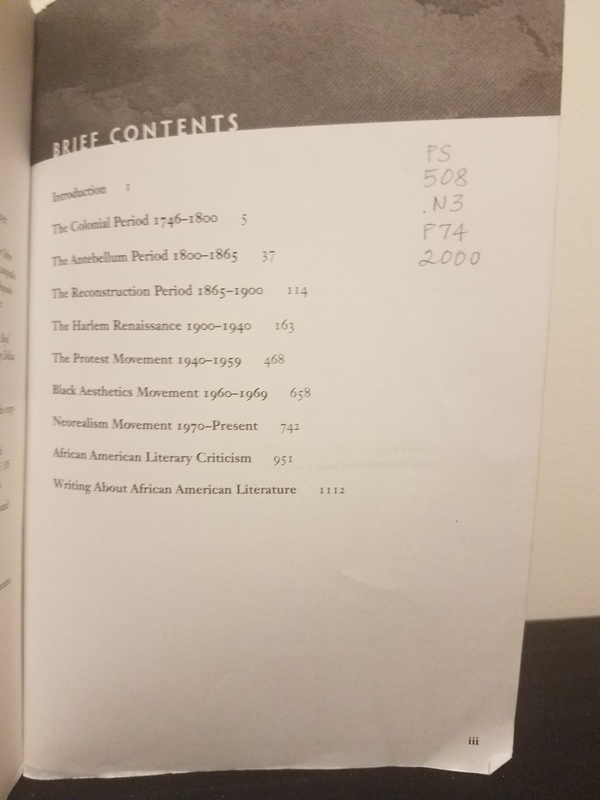 BRIEF CONTENTS
PS
508
.N3
P74
2000
Introduction 1
The Colonial Period 1746–1800 5
The Antebellum Period 1800–1865 37
The Reconstruction Period 1865–1900 114
The Harlem Renaissance 1900–1940 163
The Protest Movement 1940–1959 468
Black Aesthetics Movement 1960–1969 658
Neorealism Movement 1970–Present 742
African American Literary Criticism 951
Writing About African American Literature 1112
iii